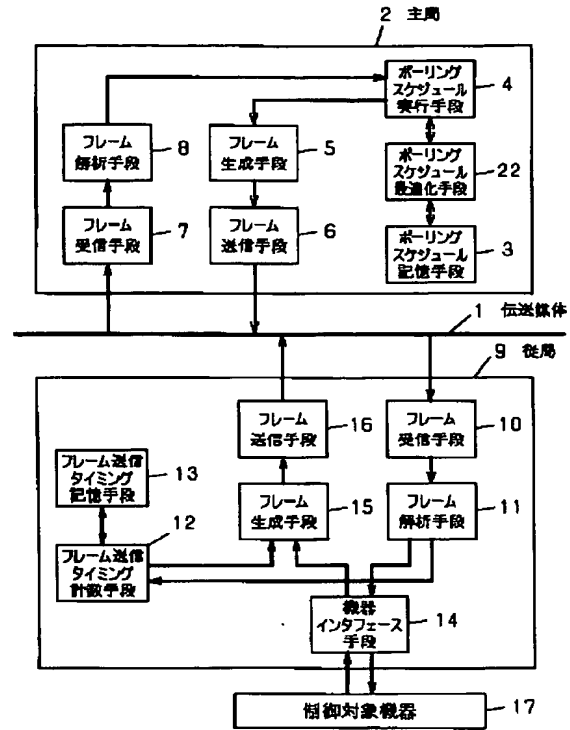 2 主局
ポーリング
スケジュール
実行手段
4
フレーム
解析手段
8
フレーム
生成手段
5
ポーリング
スケジュール
最適化手段
22
フレーム
受信手段
7
フレーム
送信手段
6
ポーリング
スケジュール
記憶手段
3
1 伝送媒体
9 従局
フレーム
送信手段
16
フレーム
受信手段
10
フレーム送信
タイミング
記憶手段
13
フレーム
生成手段
15
フレーム
解析手段
11
12
フレーム送信
タイミング
計数手段
機器
インタフェース
手段
14
制御対象機器
17